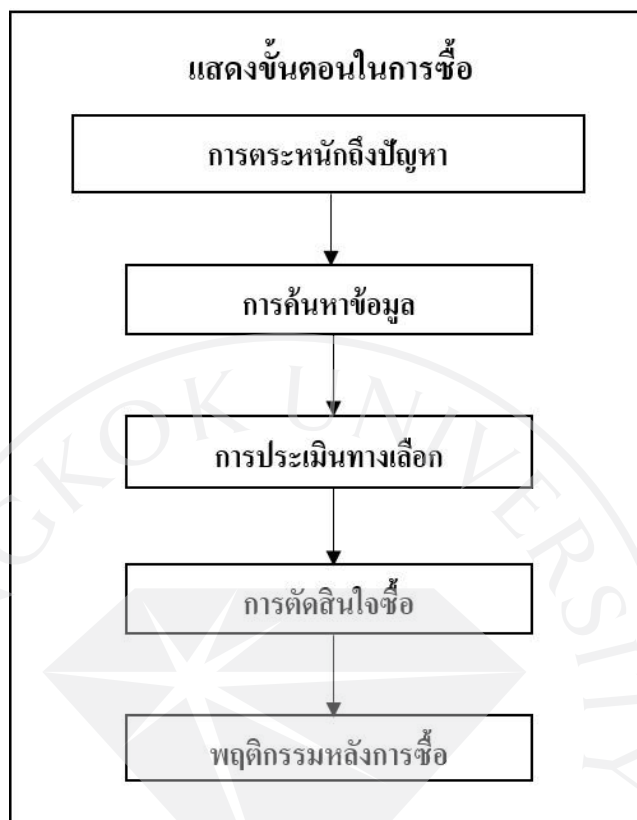 แสดงขั้นตอนในการซื้อ
การตระหนักถึงปัญหา
การค้นหาข้อมูล
การประเมินทางเลือก
การตัดสินใจซื้อ
พฤติกรรมหลังการซื้อ
GKOK UNIVERSITY